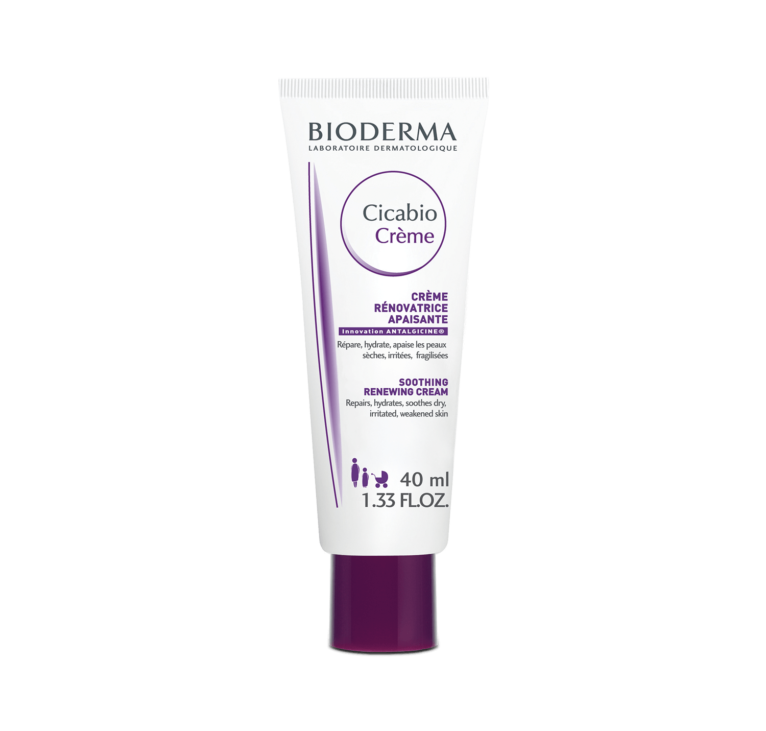 BIODERMA
LABORATOIRE DERMATOLOGIQUE
Cicabio
Crème
CRÈME
RÉNOVATRICE
APAISANTE
Innovation ANTALGICINE®
Répare, hydrate, apaise les peaux
sèches, irritées, fragilisées
SOOTHING
RENEWING CREAM
Repairs, hydrates, soothes dry,
irritated, weakened skin
40 ml
1.33 FL.OZ.